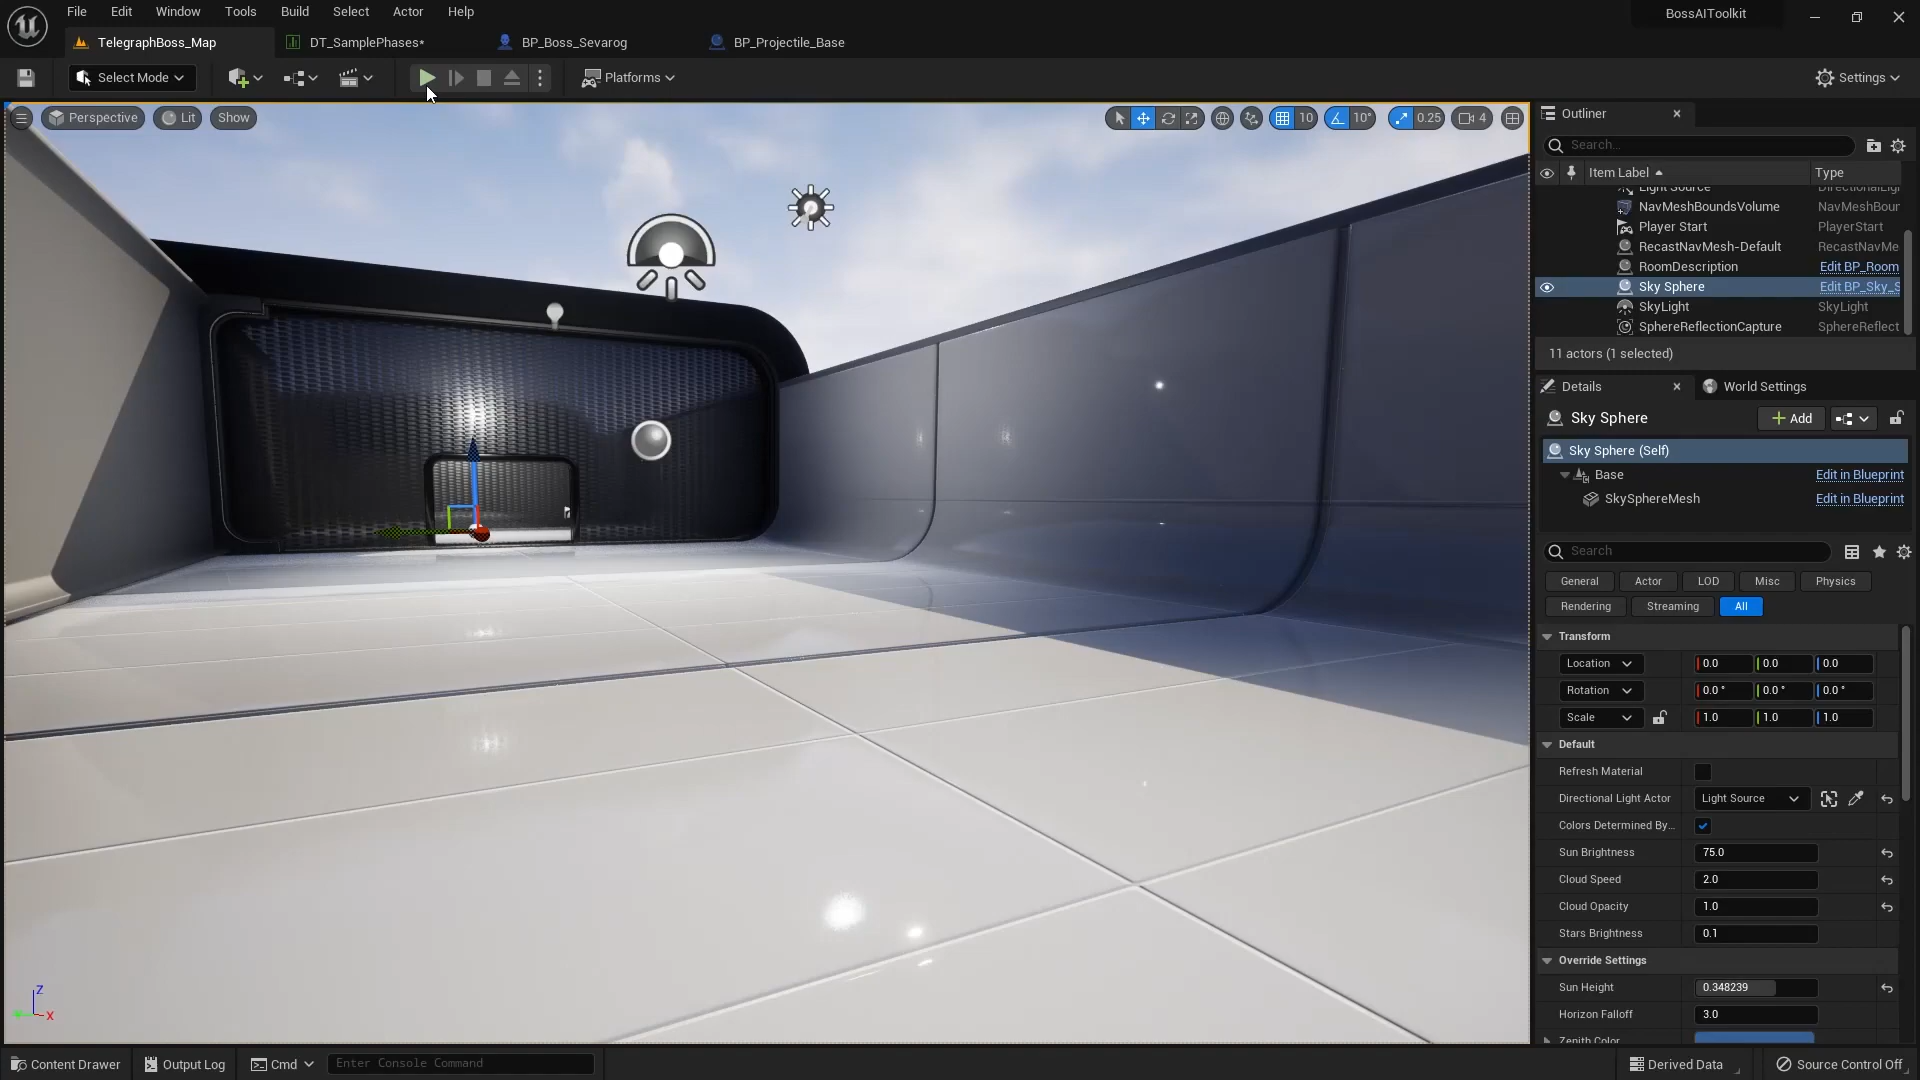 File Edit Window Tools Build Select Actor Help
BossAIToolkit
TelegraphBoss_Map
DT_SamplePhases*
BP_Boss_Sevarog
BP_Projectile_Base
Select Mode
Platforms
Settings
Perspective
Lit
Show
10
10°
0.25
4
Outliner
Search...
Item Label
Type
Light Source
NavMeshBoundsVolume NavMeshBour
Player Start PlayerStart
RecastNavMesh-Default RecastNavMe
RoomDescription Edit BP_Room
Sky Sphere Edit BP_Sky_S
SkyLight SkyLight
SphereReflectionCapture SphereReflect
11 actors (1 selected)
Details
World Settings
Sky Sphere
Add
Sky Sphere (Self)
Base Edit in Blueprint
SkySphereMesh Edit in Blueprint
Search
General Actor LOD Misc Physics
Rendering Streaming All
Transform
Location 0.0 0.0 0.0
Rotation 0.0 ° 0.0 ° 0.0 °
Scale 1.0 1.0 1.0
Default
Refresh Material
Directional Light Actor Light Source
Colors Determined By...
Sun Brightness 75.0
Cloud Speed 2.0
Cloud Opacity 1.0
Stars Brightness 0.1
Override Settings
Sun Height 0.348239
Horizon Falloff 3.0
Zenith Color
Z
X
Content Drawer
Output Log
Cmd
Enter Console Command
Derived Data
Source Control Off